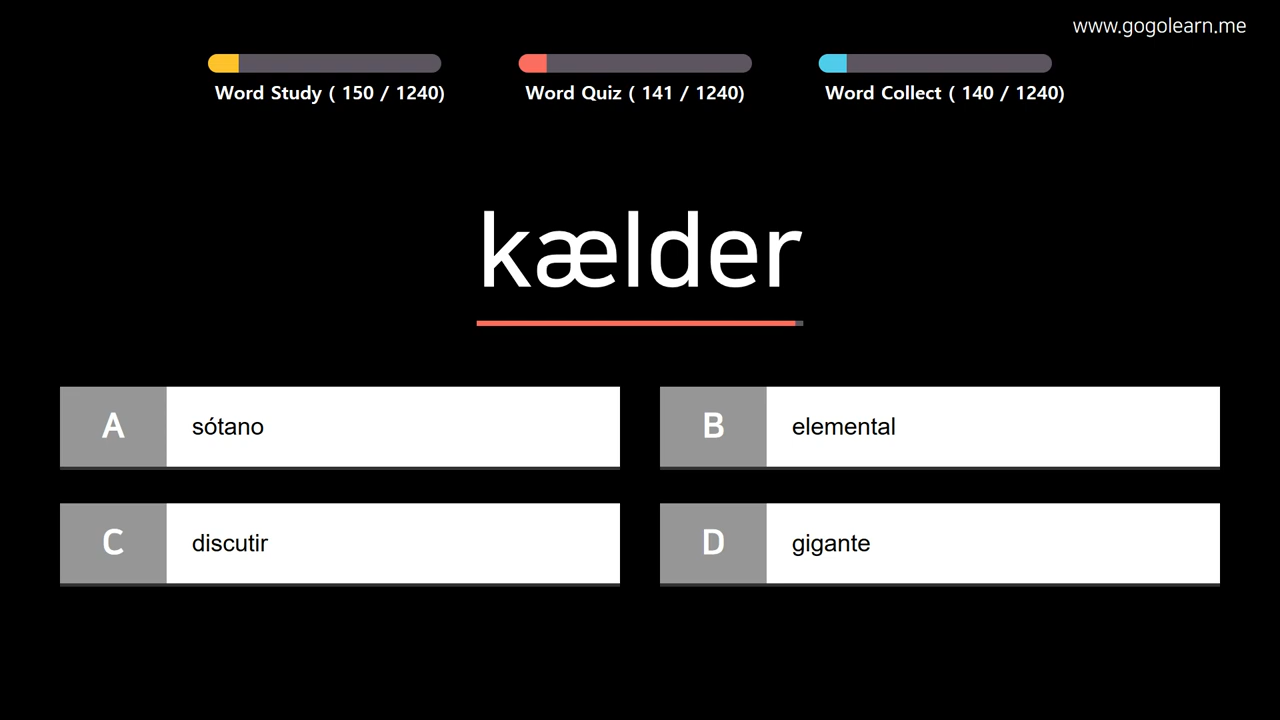 www.gogolearn.me
Word Study ( 150 / 1240)
Word Quiz ( 141 / 1240)
Word Collect ( 140 / 1240)
kælder
A sótano
B elemental
C discutir
D gigante